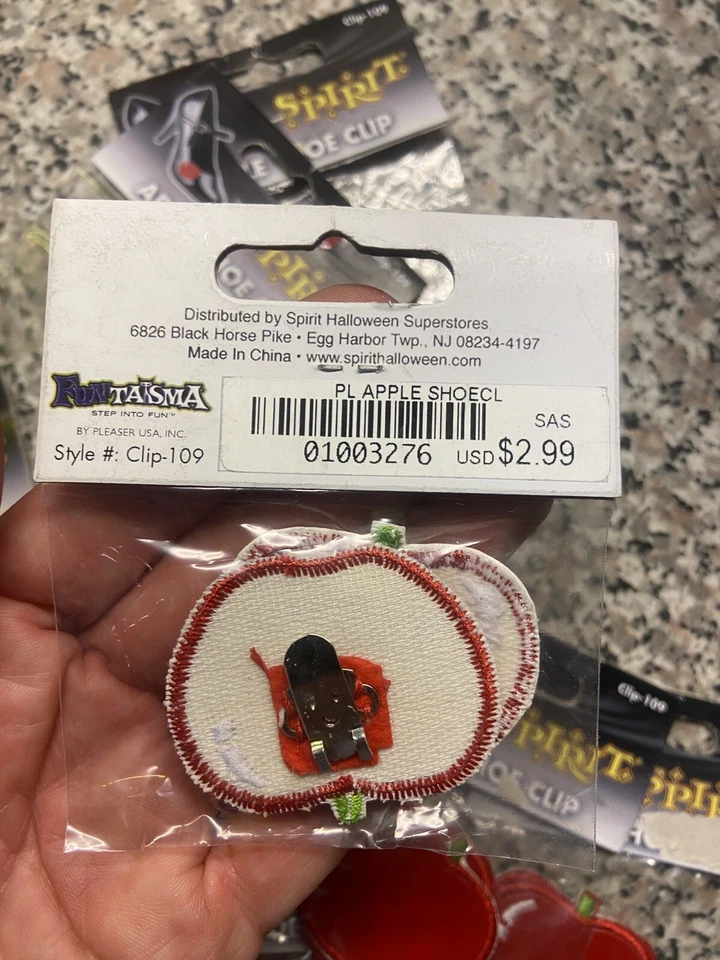 Clip-109
SPIRIT
OE CLIP
Distributed by Spirit Halloween Superstores
6826 Black Horse Pike • Egg Harbor Twp., NJ 08234-4197
Made In China • www.spirithalloween.com
FUNTASMA
STEP INTO FUN™
BY PLEASER USA, INC.
Style #: Clip-109
PL APPLE SHOECL
SAS
01003276 USD $2.99
Clip-109
SPIRIT
OE CLIP